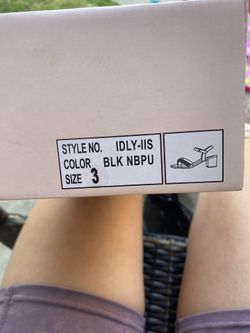 STYLE NO. IDLY-IIS
COLOR BLK NBPU
SIZE 3